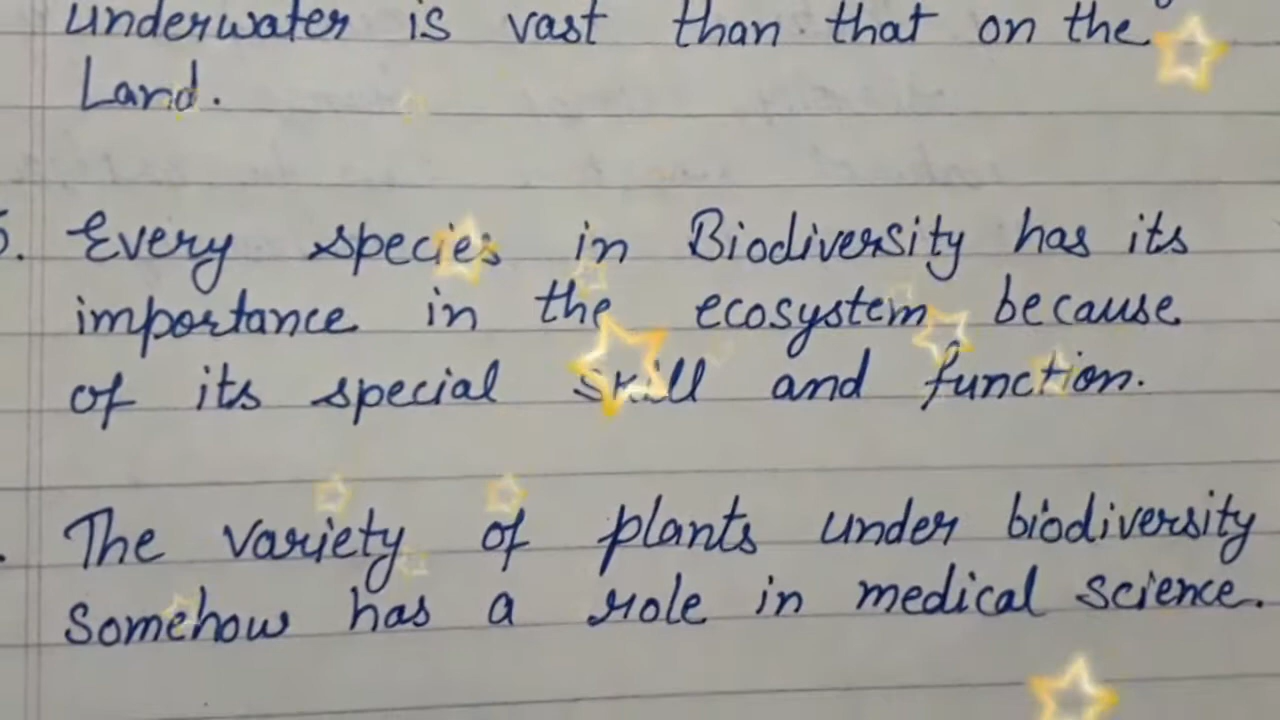 underwater is vast than that on the
Land.
5. Every species in Biodiversity has its
importance in the ecosystem because
of its special skill and function.
The variety of plants under biodiversity
Somehow has a role in medical science.